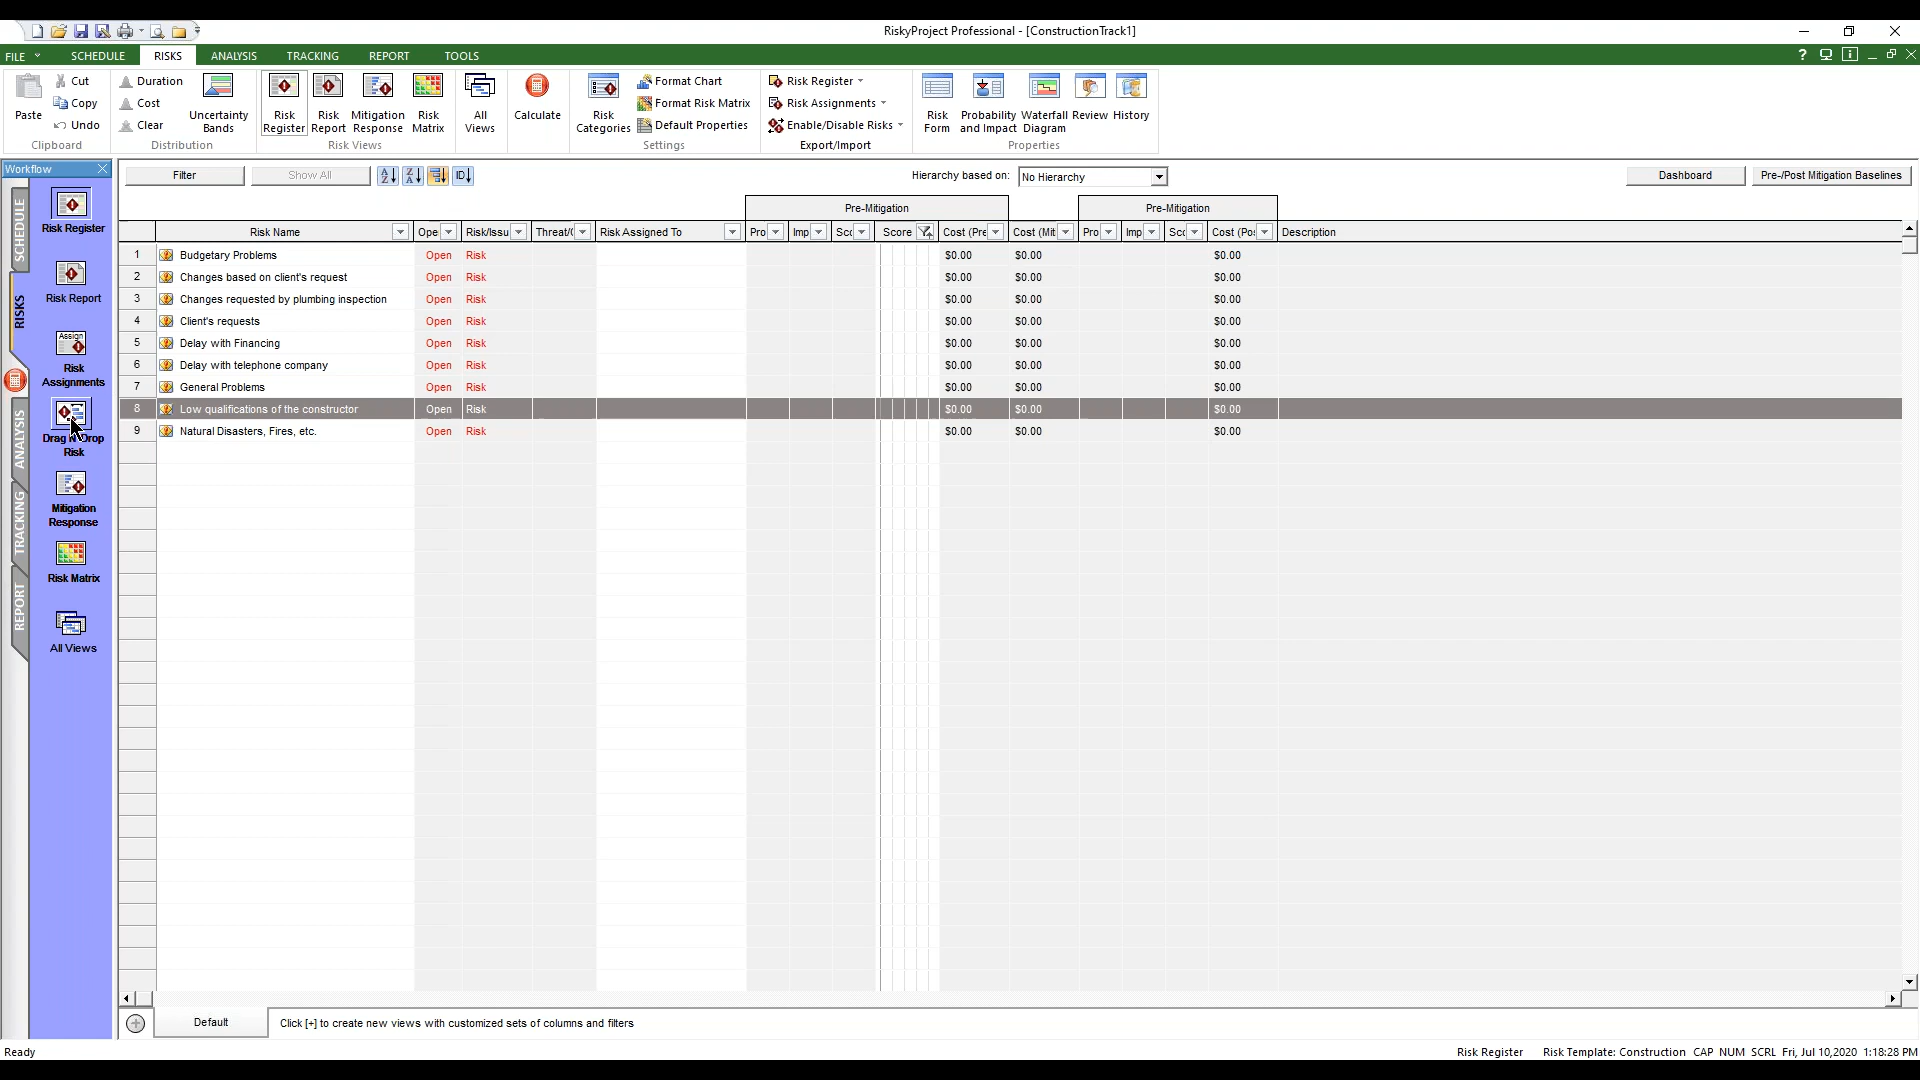 RiskyProject Professional - [ConstructionTrack1]
FILE SCHEDULE RISKS ANALYSIS TRACKING REPORT TOOLS
Paste Cut Copy Undo
Clipboard
Duration Cost Clear Uncertainty Bands
Distribution
Risk Register Risk Report Mitigation Response Risk Matrix
Risk Views
All Views
Calculate
Risk Categories Format Chart Format Risk Matrix Default Properties
Settings
Risk Register Risk Assignments Enable/Disable Risks
Export/Import
Risk Form Probability and Impact Waterfall Diagram Review History
Properties
Workflow
SCHEDULE
RISKS
ANALYSIS
TRACKING
REPORT
Risk Register
Risk Report
Assign
Risk
Assignments
Drag N Drop
Risk
Mitigation
Response
Risk Matrix
All Views
Filter Show All ID Hierarchy based on: No Hierarchy Dashboard Pre-/Post Mitigation Baselines
Pre-Mitigation Pre-Mitigation
Risk Name Ope Risk/Issu Threat/( Risk Assigned To Pro Imp Scc Score Cost (Pre Cost (Mit Pro Imp Scc Cost (Pos Description
1 Budgetary Problems Open Risk $0.00 $0.00 $0.00
2 Changes based on client's request Open Risk $0.00 $0.00 $0.00
3 Changes requested by plumbing inspection Open Risk $0.00 $0.00 $0.00
4 Client's requests Open Risk $0.00 $0.00 $0.00
5 Delay with Financing Open Risk $0.00 $0.00 $0.00
6 Delay with telephone company Open Risk $0.00 $0.00 $0.00
7 General Problems Open Risk $0.00 $0.00 $0.00
8 Low qualifications of the constructor Open Risk $0.00 $0.00 $0.00
9 Natural Disasters, Fires, etc. Open Risk $0.00 $0.00 $0.00
Default Click [+] to create new views with customized sets of columns and filters
Ready Risk Register Risk Template: Construction CAP NUM SCRL Fri, Jul 10,2020 1:18:28 PM